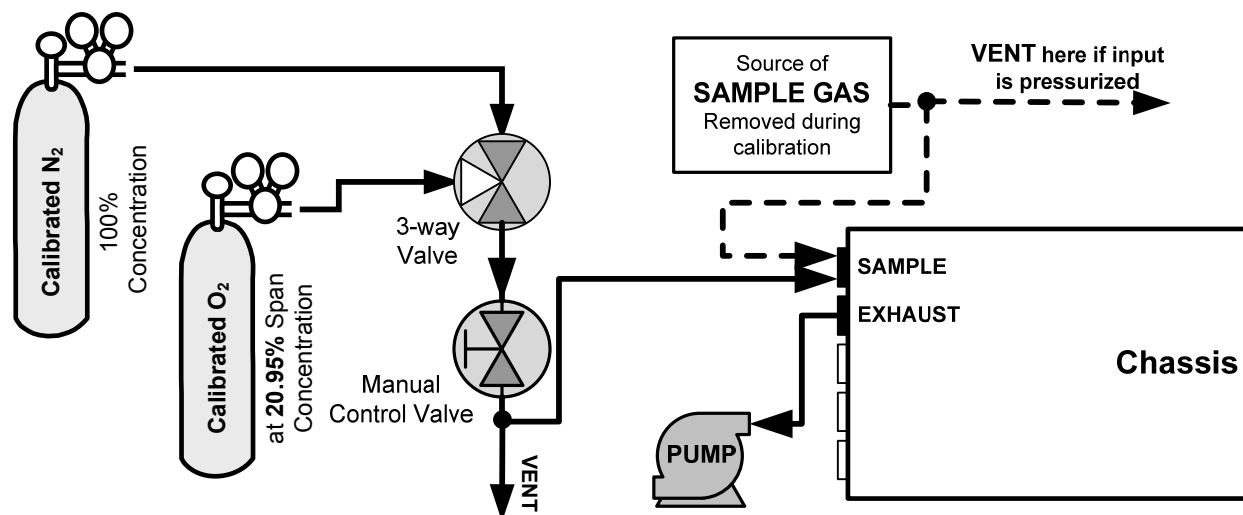 Calibrated N₂
100%
Concentration
Calibrated O₂
at 20.95% Span
Concentration
3-way
Valve
Manual
Control Valve
VENT
Source of
SAMPLE GAS
Removed during
calibration
VENT here if input
is pressurized
SAMPLE
EXHAUST
Chassis
PUMP